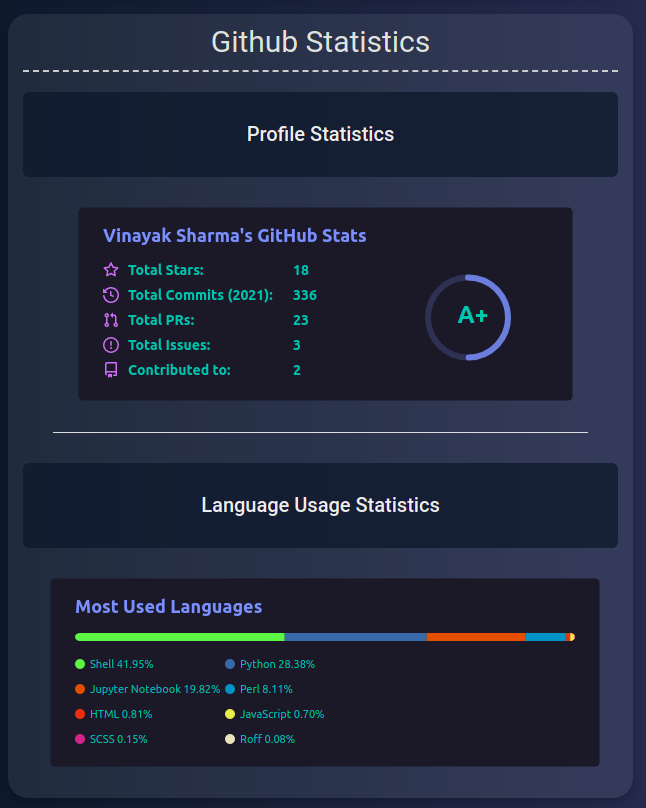 Github Statistics
Profile Statistics
Vinayak Sharma's GitHub Stats
Total Stars: 18
Total Commits (2021): 336
Total PRs: 23
Total Issues: 3
Contributed to: 2
A+
Language Usage Statistics
Most Used Languages
Shell 41.95% Python 28.38%
Jupyter Notebook 19.82% Perl 8.11%
HTML 0.81% JavaScript 0.70%
SCSS 0.15% Roff 0.08%